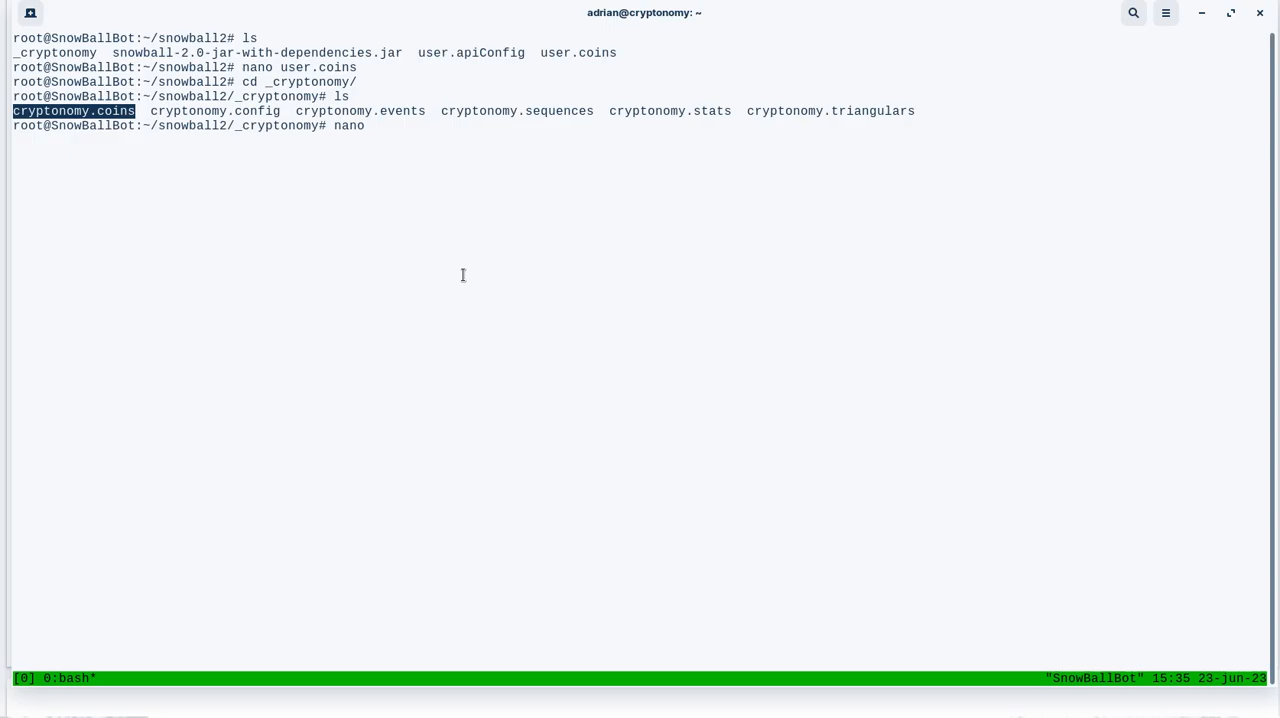 adrian@cryptonomy: ~
root@SnowBallBot:~/snowball2# ls
_cryptonomy  snowball-2.0-jar-with-dependencies.jar  user.apiConfig  user.coins
root@SnowBallBot:~/snowball2# nano user.coins
root@SnowBallBot:~/snowball2# cd _cryptonomy/
root@SnowBallBot:~/snowball2/_cryptonomy# ls
cryptonomy.coins  cryptonomy.config  cryptonomy.events  cryptonomy.sequences  cryptonomy.stats  cryptonomy.triangulars
root@SnowBallBot:~/snowball2/_cryptonomy# nano
[0] 0:bash*  "SnowBallBot" 15:35 23-jun-23